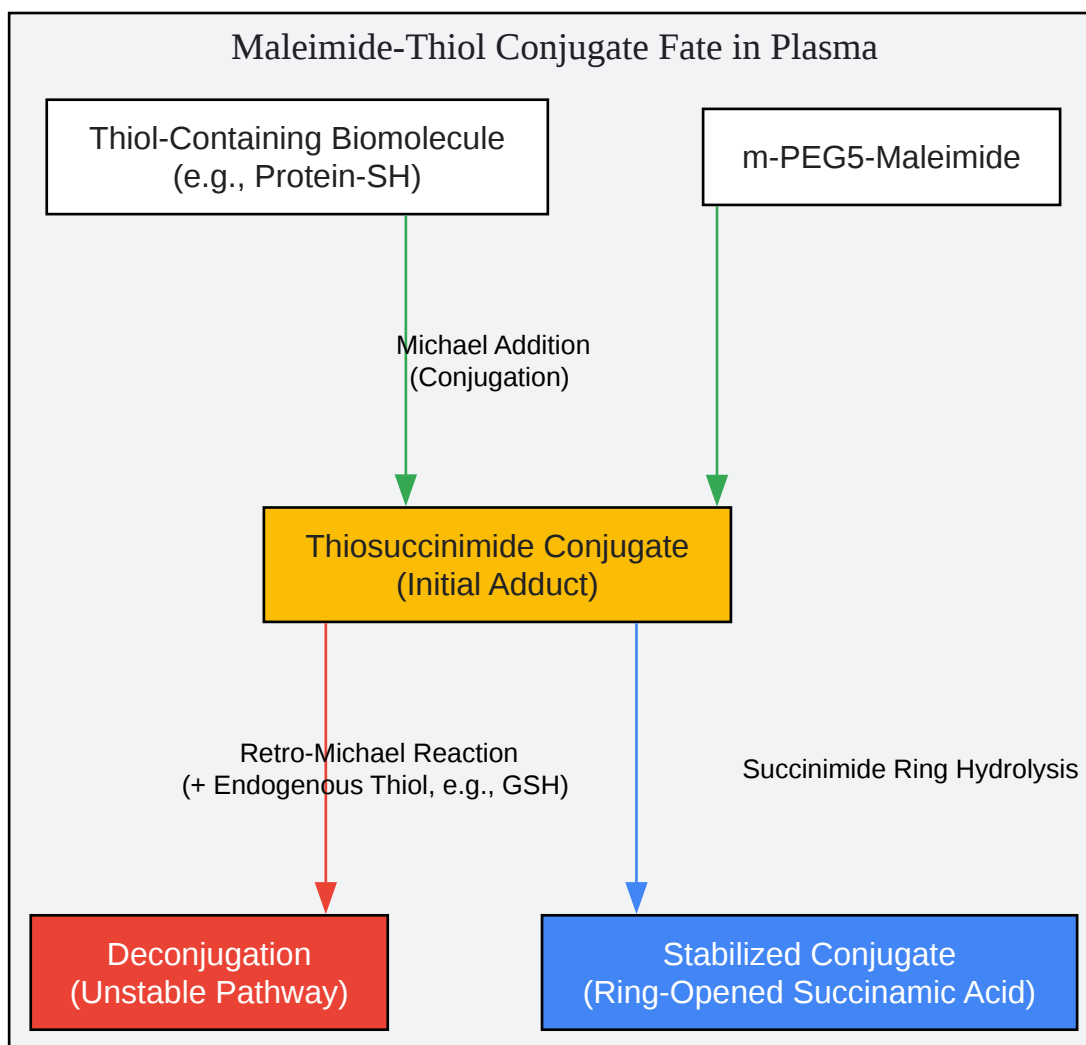 Maleimide-Thiol Conjugate Fate in Plasma
Thiol-Containing Biomolecule
(e.g., Protein-SH)
m-PEG5-Maleimide
Michael Addition
(Conjugation)
Thiosuccinimide Conjugate
(Initial Adduct)
Retro-Michael Reaction
(+ Endogenous Thiol, e.g., GSH)
Succinimide Ring Hydrolysis
Deconjugation
(Unstable Pathway)
Stabilized Conjugate
(Ring-Opened Succinamic Acid)